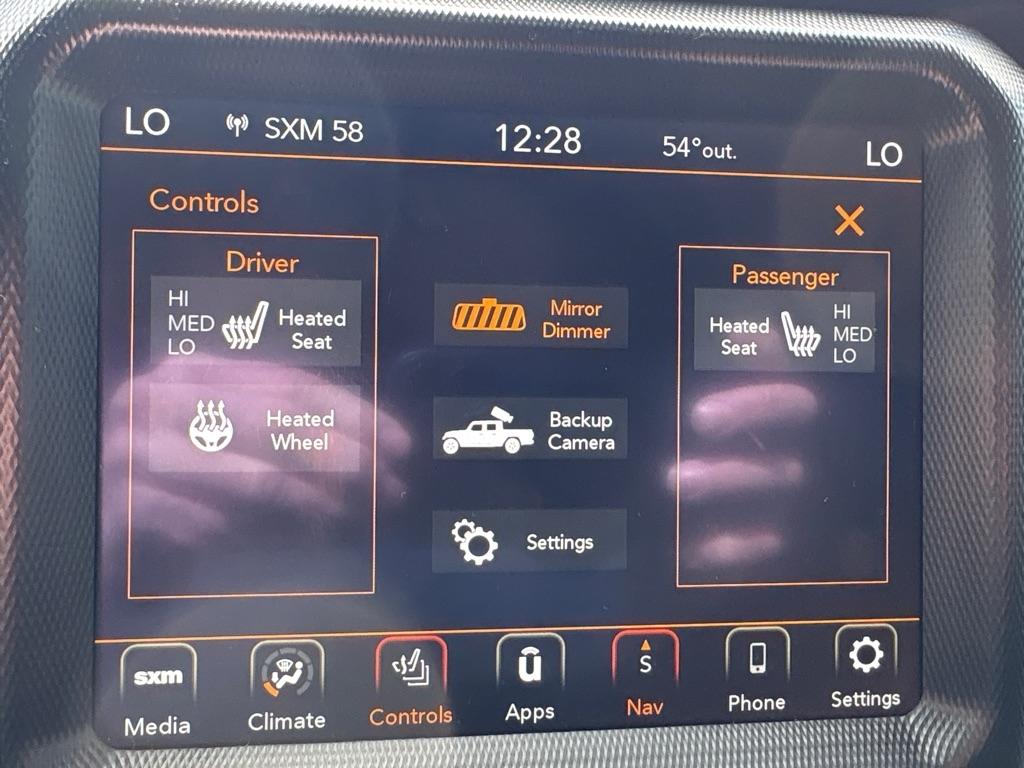 LO SXM 58 12:28 54°out. LO
Controls
Driver
HI
MED
LO
Heated
Seat
Heated
Wheel
Mirror
Dimmer
Backup
Camera
Settings
Passenger
Heated
Seat
HI
MED
LO
sxm
Media
Climate
Controls
û
Apps
S
Nav
Phone
Settings